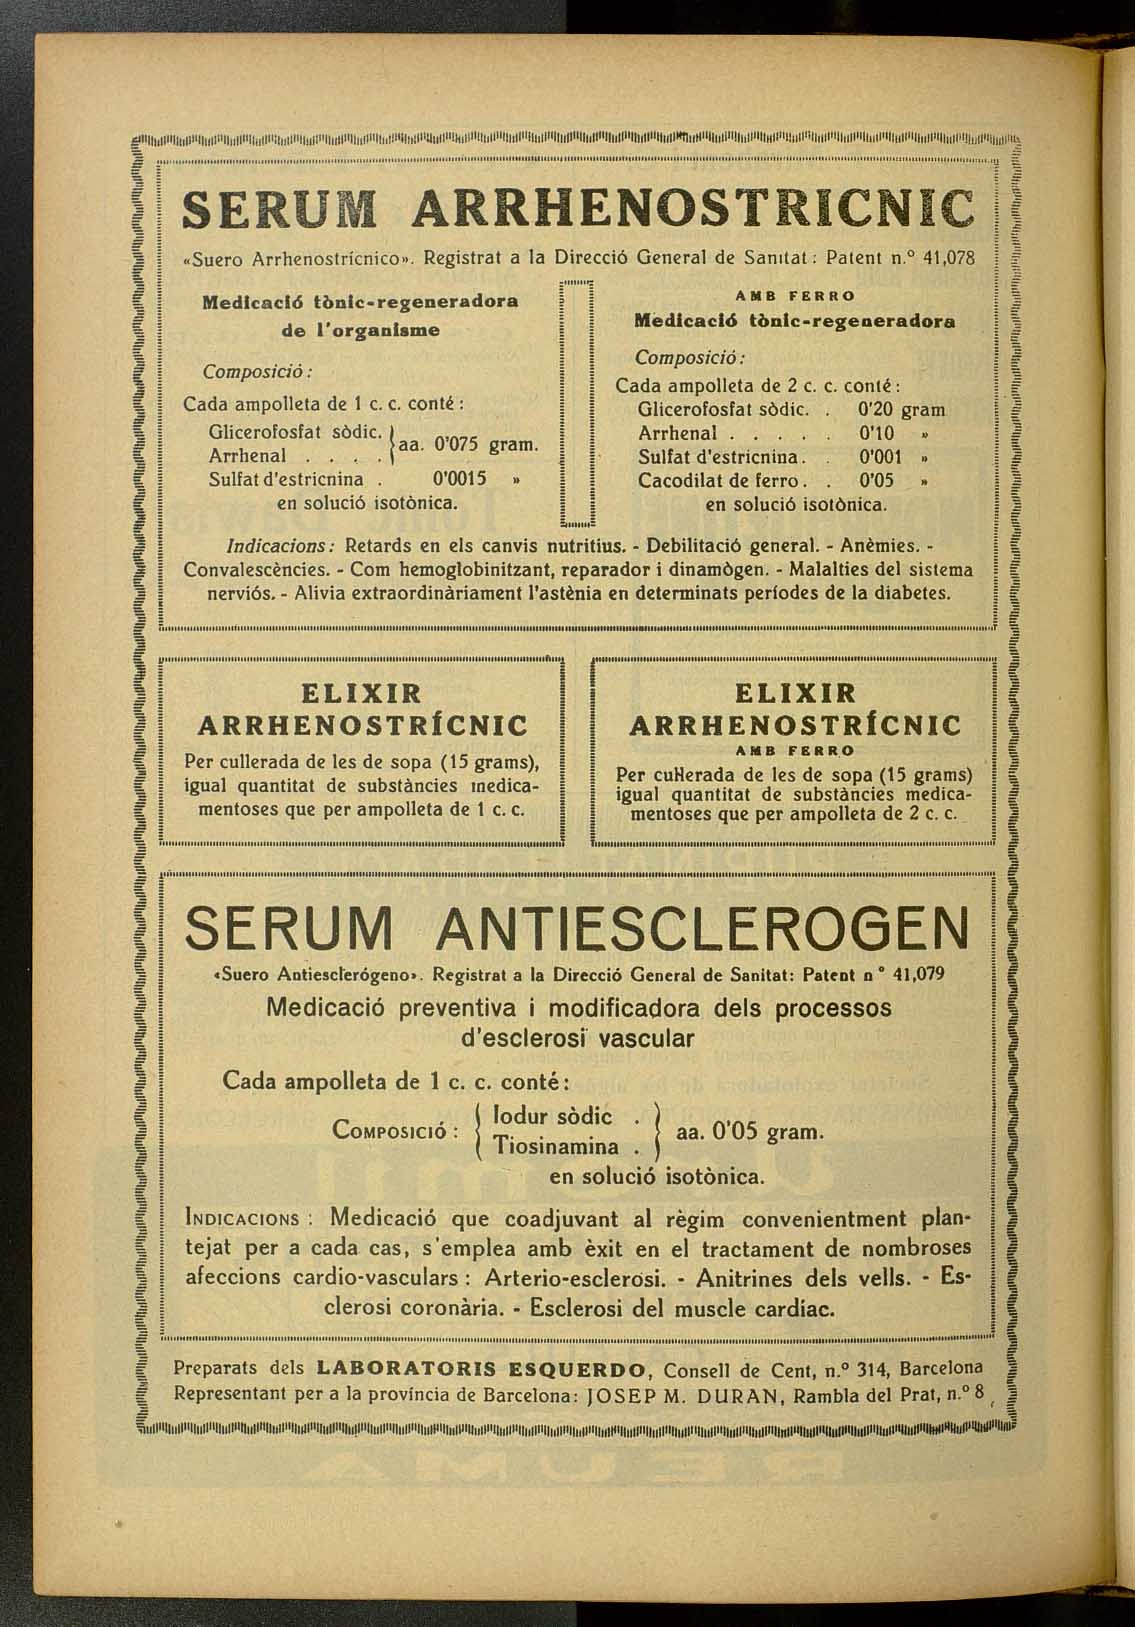 SERUM ARRHENOSTRICNIC
«Suero Arrhenostrícnico». Registrat a la Direcció General de Sanitat: Patent n.º 41,078
Medicació tònic-regeneradora
de l'organisme
Composició:
Cada ampolleta de 1 c. c. conté:
Glicerofosfat sòdic. } aa. 0'075 gram.
Arrhenal . . . .
Sulfat d'estricnina . 0'0015 »
en solució isotònica.
AMB FERRO
Medicació tònic-regeneradora
Composició:
Cada ampolleta de 2 c. c. conté:
Glicerofosfat sòdic. . 0'20 gram
Arrhenal . . . . . 0'10 »
Sulfat d'estricnina. . 0'001 »
Cacodilat de ferro. . 0'05 »
en solució isotònica.
Indicacions: Retards en els canvis nutritius. - Debilitació general. - Anèmies. -
Convalescències. - Com hemoglobinitzant, reparador i dinamògen. - Malalties del sistema
nerviós. - Alivia extraordinàriament l'astènia en determinats períodes de la diabetes.
ELIXIR
ARRHENOSTRÍCNIC
Per cullerada de les de sopa (15 grams),
igual quantitat de substàncies medica-
mentoses que per ampolleta de 1 c. c.
ELIXIR
ARRHENOSTRÍCNIC
AMB FERRO
Per cullerada de les de sopa (15 grams)
igual quantitat de substàncies medica-
mentoses que per ampolleta de 2 c. c.
SERUM ANTIESCLEROGEN
«Suero Antiesclerógeno». Registrat a la Direcció General de Sanitat: Patent nº 41,079
Medicació preventiva i modificadora dels processos
d'esclerosi vascular
Cada ampolleta de 1 c. c. conté:
COMPOSICIÓ: { Iodur sòdic . } aa. 0'05 gram.
Tiosinamina .
en solució isotònica.
INDICACIONS: Medicació que coadjuvant al règim convenientment plan-
tejat per a cada cas, s'emplea amb èxit en el tractament de nombroses
afeccions cardio-vasculars: Arterio-esclerosi. - Anitrines dels vells. - Es-
clerosi coronària. - Esclerosi del muscle cardíac.
Preparats dels LABORATORIS ESQUERDO, Consell de Cent, n.º 314, Barcelona
Representant per a la província de Barcelona: JOSEP M. DURAN, Rambla del Prat, n.º 8